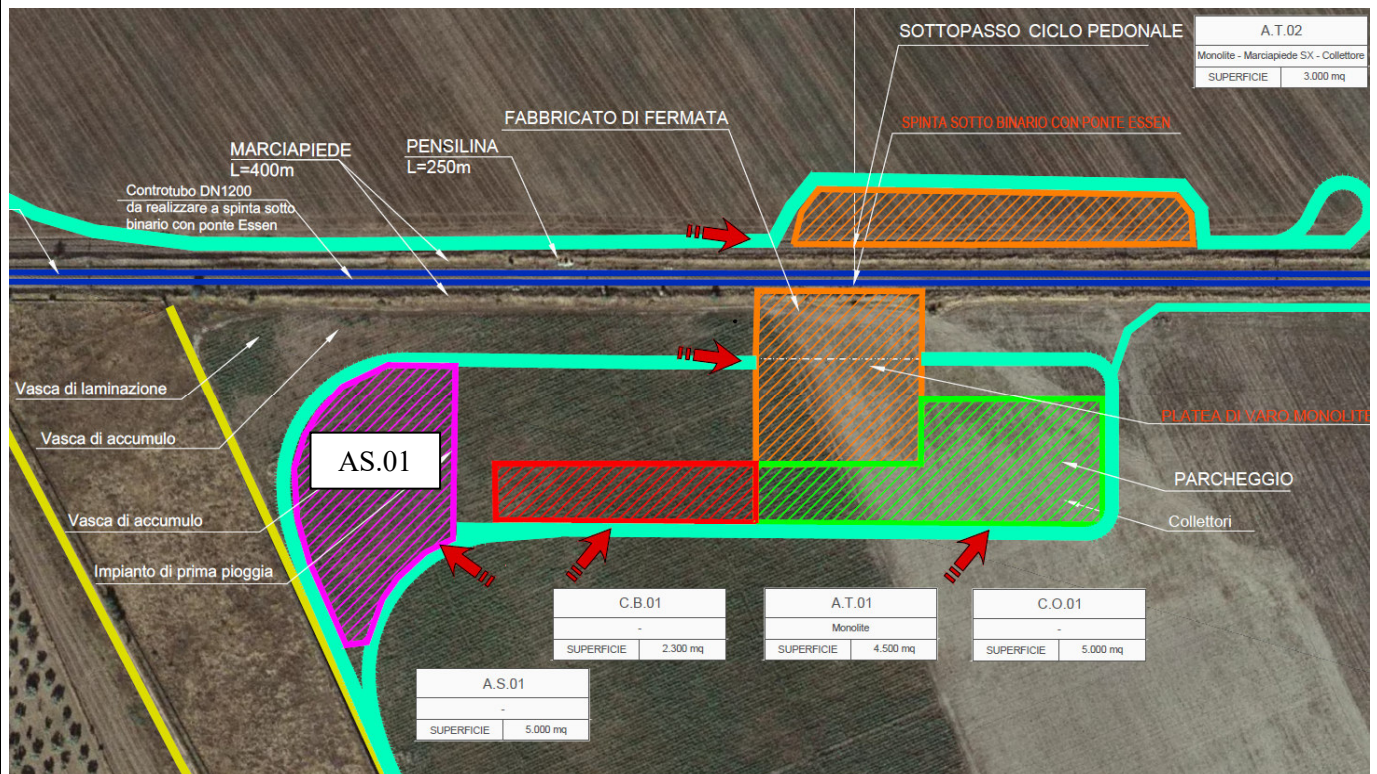 SOTTOPASSO CICLO PEDONALE
A.T.02
Monolite - Marciapiede SX - Collettore
SUPERFICIE 3.000 mq
FABBRICATO DI FERMATA
SPINTA SOTTO BINARIO CON PONTE ESSEN
MARCIAPIEDE
L=400m
PENSILINA
L=250m
Controtubo DN1200
da realizzare a spinta sotto
binario con ponte Essen
Vasca di laminazione
Vasca di accumulo
PLATEA DI VARO MONOLITE
AS.01
PARCHEGGIO
Vasca di accumulo
Collettori
Impianto di prima pioggia
C.B.01
-
SUPERFICIE 2.300 mq
A.T.01
Monolite
SUPERFICIE 4.500 mq
C.O.01
-
SUPERFICIE 5.000 mq
A.S.01
-
SUPERFICIE 5.000 mq